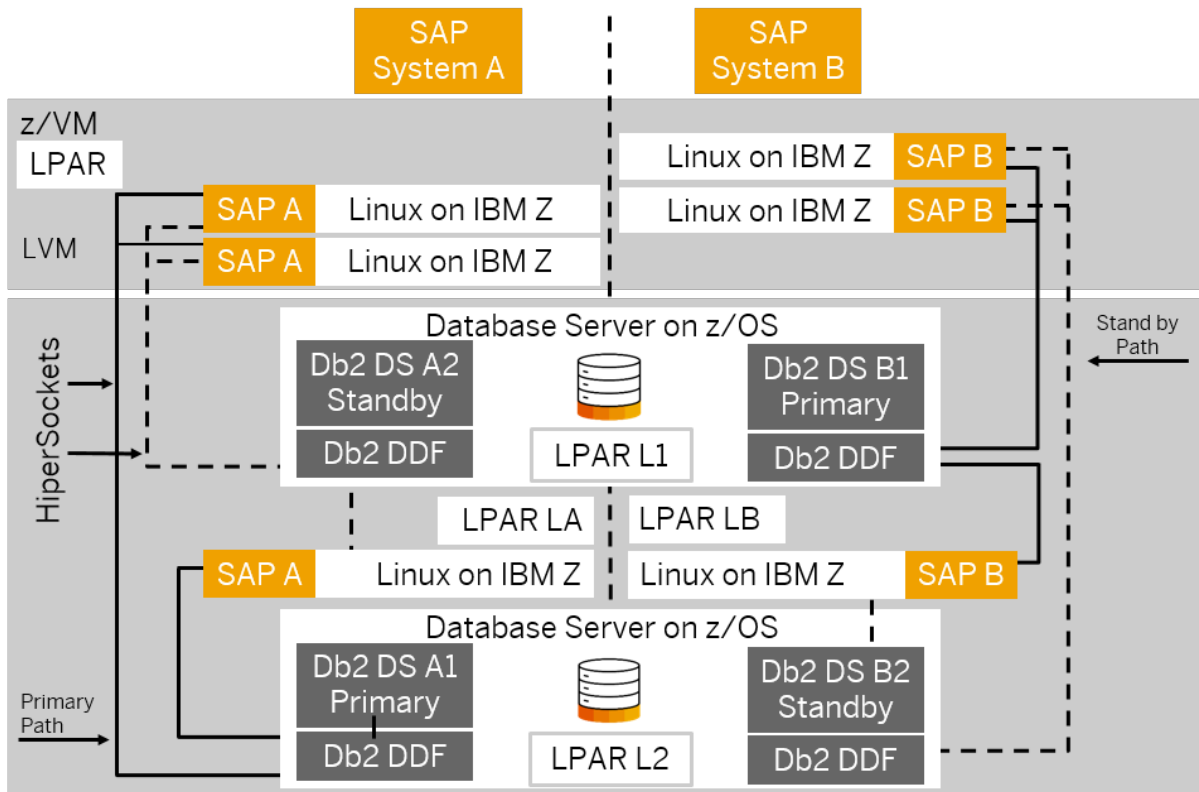 SAP
System A
SAP
System B
z/VM
LPAR
Linux on IBM Z SAP B
SAP A Linux on IBM Z
Linux on IBM Z SAP B
LVM
SAP A Linux on IBM Z
Database Server on z/OS
Stand by
Path
HiperSockets
Db2 DS A2
Standby
Db2 DDF
LPAR L1
Db2 DS B1
Primary
Db2 DDF
LPAR LA
LPAR LB
SAP A Linux on IBM Z
Linux on IBM Z SAP B
Database Server on z/OS
Db2 DS A1
Primary
Db2 DDF
LPAR L2
Db2 DS B2
Standby
Db2 DDF
Primary
Path